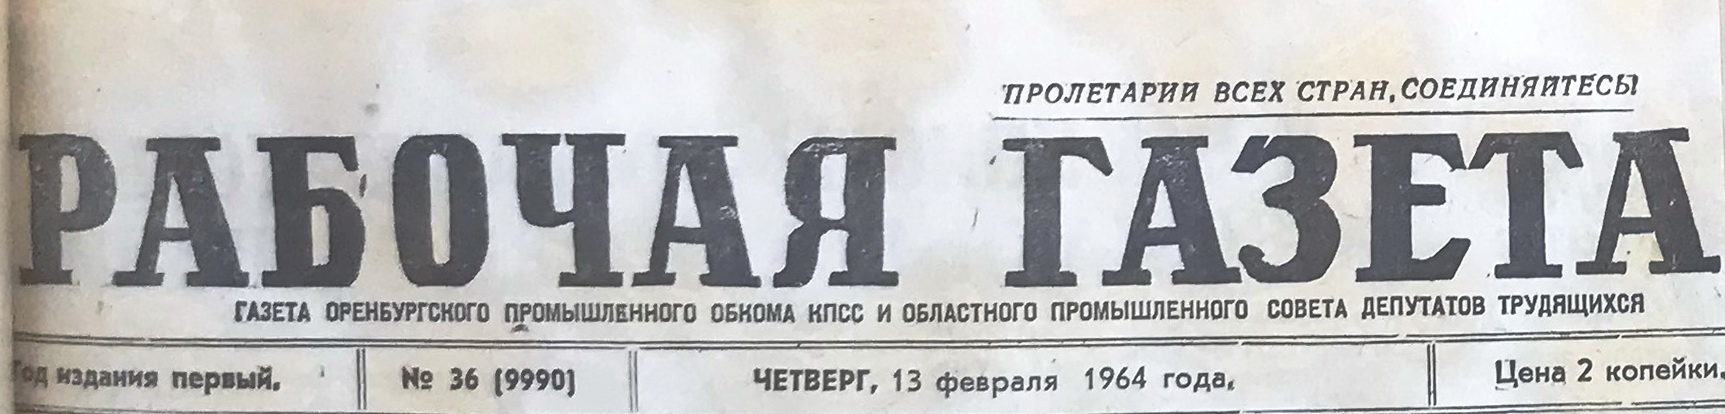 ПРОЛЕТАРИИ ВСЕХ СТРАН, СОЕДИНЯЙТЕСЬ!
РАБОЧАЯ ГАЗЕТА
ГАЗЕТА ОРЕНБУРГСКОГО ПРОМЫШЛЕННОГО ОБКОМА КПСС И ОБЛАСТНОГО ПРОМЫШЛЕННОГО СОВЕТА ДЕПУТАТОВ ТРУДЯЩИХСЯ
Год издания первый. № 36 (9990) ЧЕТВЕРГ, 13 февраля 1964 года. Цена 2 копейки.